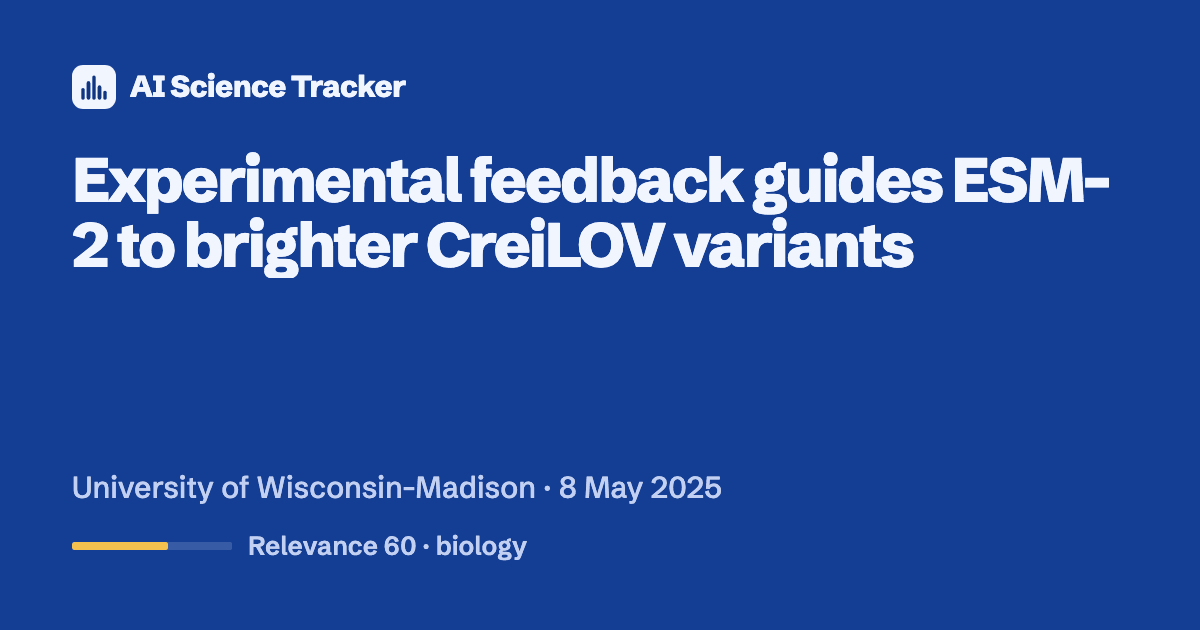 AI Science Tracker
Experimental feedback guides ESM-
2 to brighter CreiLOV variants
University of Wisconsin-Madison · 8 May 2025
Relevance 60 · biology